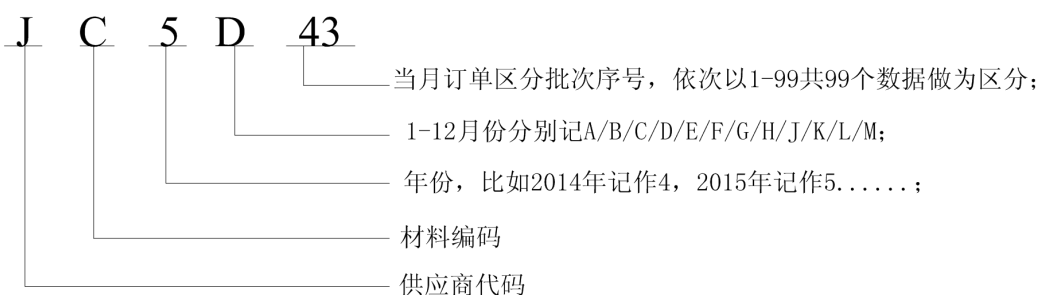 J C 5 D 43
当月订单区分批次序号，依次以1-99共99个数据做为区分；
1-12月份分别记A/B/C/D/E/F/G/H/J/K/L/M；
年份，比如2014年记作4，2015年记作5......；
材料编码
供应商代码